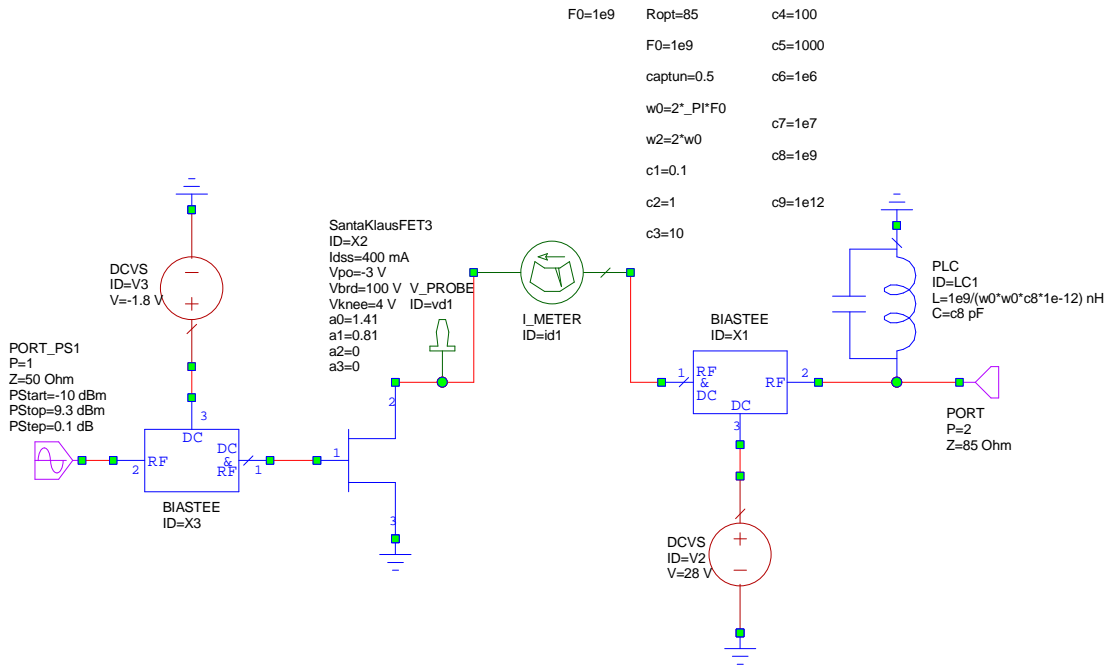 F0=1e9
Ropt=85
F0=1e9
captun=0.5
w0=2*_PI*F0
w2=2*w0
c1=0.1
c2=1
c3=10
c4=100
c5=1000
c6=1e6
c7=1e7
c8=1e9
c9=1e12
DCVS
ID=V3
V=-1.8 V
SantaKlausFET3
ID=X2
Idss=400 mA
Vpo=-3 V
Vbrd=100 V
Vknee=4 V
a0=1.41
a1=0.81
a2=0
a3=0
V_PROBE
ID=vd1
I_METER
ID=id1
PLC
ID=LC1
L=1e9/(w0*w0*c8*1e-12) nH
C=c8 pF
BIASTEE
ID=X1
1
RF
&
DC
RF
2
DC
3
PORT
P=2
Z=85 Ohm
PORT_PS1
P=1
Z=50 Ohm
PStart=-10 dBm
PStop=9.3 dBm
PStep=0.1 dB
3
DC
2
RF
DC
&
RF
1
BIASTEE
ID=X3
1
2
3
DCVS
ID=V2
V=28 V